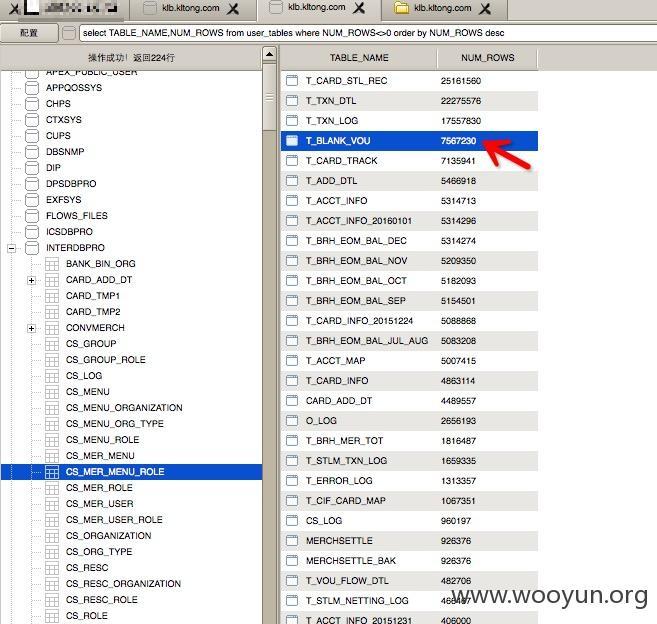 klb.kltong.com
klb.kltong.com
klb.kltong.com
配置
select TABLE_NAME,NUM_ROWS from user_tables where NUM_ROWS<>0 order by NUM_ROWS desc
操作成功！返回224行
APEX_PUBLIC_USER
APPQOSSYS
CHPS
CTXSYS
CUPS
DBSNMP
DIP
DPSDBPRO
EXFSYS
FLOWS_FILES
ICSDBPRO
INTERDBPRO
BANK_BIN_ORG
CARD_ADD_DT
CARD_TMP1
CARD_TMP2
CONVMERCH
CS_GROUP
CS_GROUP_ROLE
CS_LOG
CS_MENU
CS_MENU_ORGANIZATION
CS_MENU_ORG_TYPE
CS_MENU_ROLE
CS_MER_MENU
CS_MER_MENU_ROLE
CS_MER_ROLE
CS_MER_USER
CS_MER_USER_ROLE
CS_ORGANIZATION
CS_ORG_TYPE
CS_RESC
CS_RESC_ORGANIZATION
CS_RESC_ROLE
CS_ROLE
TABLE_NAME NUM_ROWS
T_CARD_STL_REC 25161560
T_TXN_DTL 22275576
T_TXN_LOG 17557830
T_BLANK_VOU 7567230
T_CARD_TRACK 7135941
T_ADD_DTL 5466918
T_ACCT_INFO 5314713
T_ACCT_INFO_20160101 5314296
T_BRH_EOM_BAL_DEC 5314274
T_BRH_EOM_BAL_NOV 5209350
T_BRH_EOM_BAL_OCT 5182093
T_BRH_EOM_BAL_SEP 5154501
T_CARD_INFO_20151224 5088868
T_BRH_EOM_BAL_JUL_AUG 5083208
T_ACCT_MAP 5007415
T_CARD_INFO 4863114
CARD_ADD_DT 4489557
O_LOG 2656193
T_BRH_MER_TOT 1816487
T_STLM_TXN_LOG 1659335
T_ERROR_LOG 1313357
T_CIF_CARD_MAP 1067351
CS_LOG 960197
MERCHSETTLE 926376
MERCHSETTLE_BAK 926376
T_VOU_FLOW_DTL 482706
T_STLM_NETTING_LOG
T_ACCT_INFO_20151231 406000
www.wooyun.org